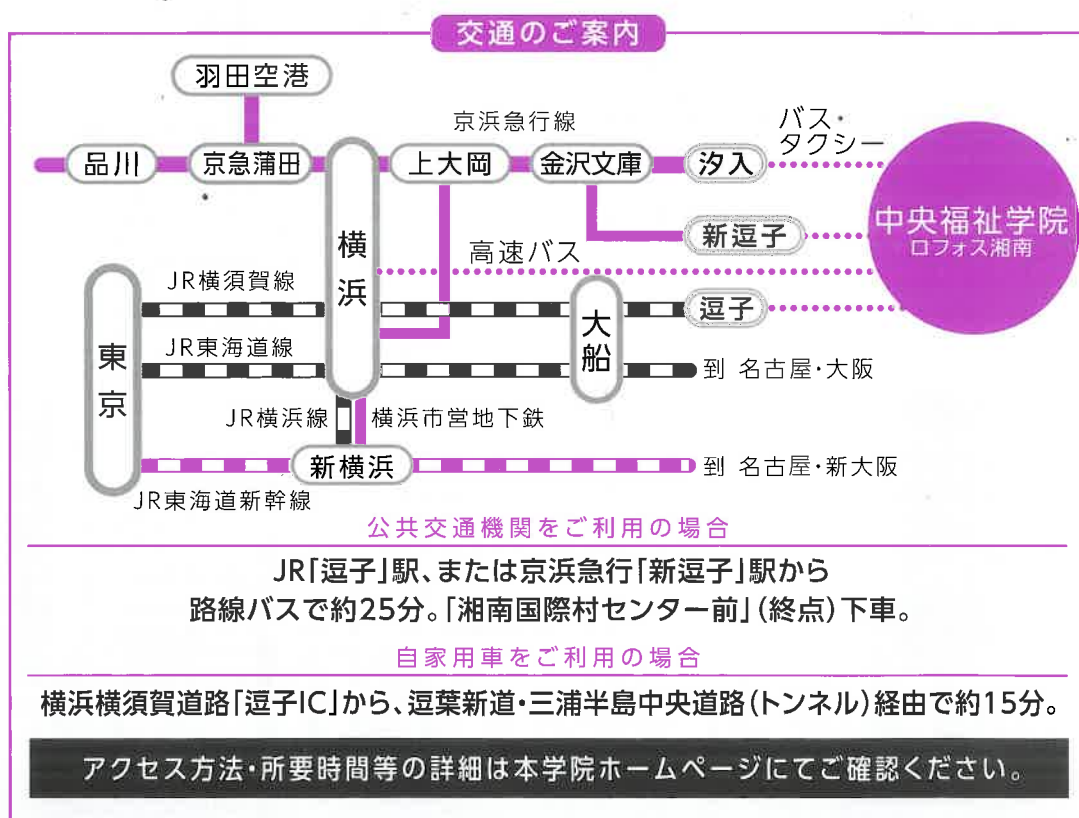 交通のご案内
羽田空港
京浜急行線
バス・
タクシー
品川
京急蒲田
上大岡
金沢文庫
汐入
横浜
新逗子
中央福祉学院
ロフォス湘南
高速バス
JR横須賀線
逗子
大船
東京
JR東海道線
到 名古屋・大阪
JR横浜線
横浜市営地下鉄
新横浜
到 名古屋・新大阪
JR東海道新幹線
公共交通機関をご利用の場合
JR「逗子」駅、または京浜急行「新逗子」駅から
路線バスで約25分。「湘南国際村センター前」(終点)下車。
自家用車をご利用の場合
横浜横須賀道路「逗子IC」から、逗葉新道・三浦半島中央道路(トンネル)経由で約15分。
アクセス方法・所要時間等の詳細は本学院ホームページにてご確認ください。